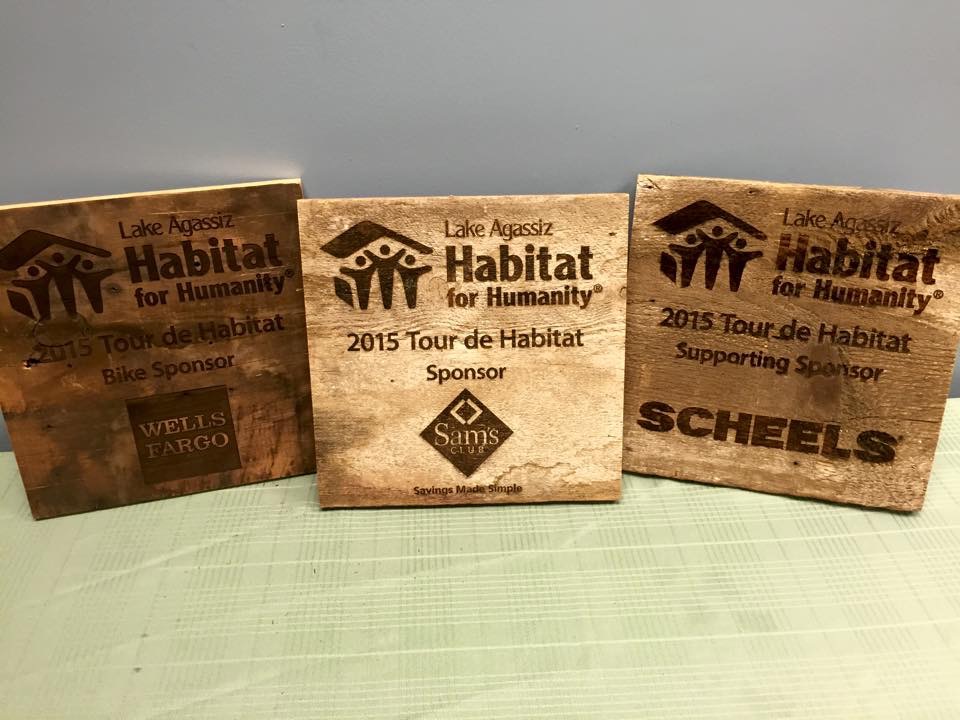 Lake Agassiz
Habitat
for Humanity®
2015 Tour de Habitat
Bike Sponsor
WELLS
FARGO
Lake Agassiz
Habitat
for Humanity®
2015 Tour de Habitat
Sponsor
Sam's
CLUB
Savings Made Simple
Lake Agassiz
Habitat
for Humanity®
2015 Tour de Habitat
Supporting Sponsor
SCHEELS